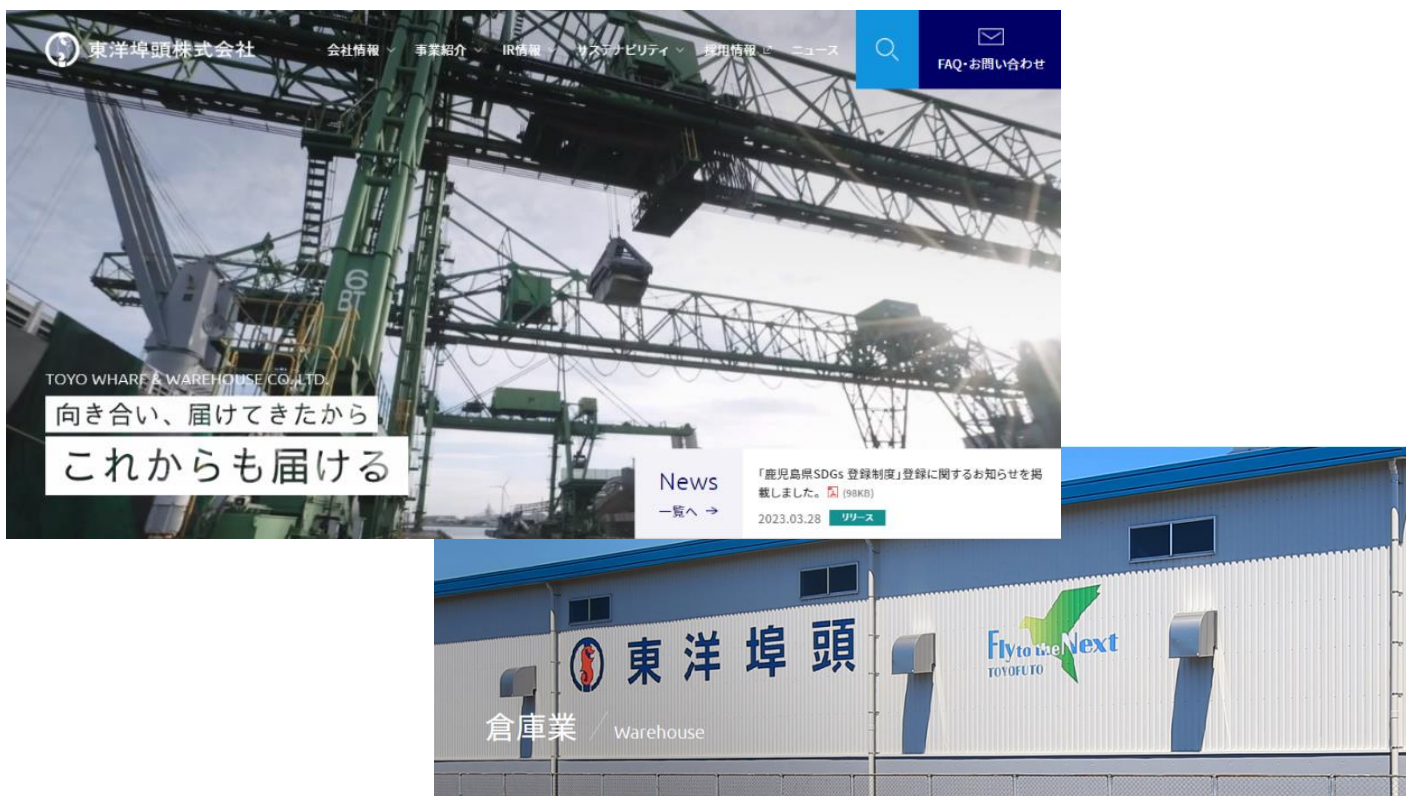 東洋埠頭株式会社
会社情報
事業紹介
IR情報
サステナビリティ
採用情報
ニュース
FAQ・お問い合わせ
6
BT
TOYO WHARF & WAREHOUSE CO.,LTD.
向き合い、届けてきたから
これからも届ける
News
一覧へ →
「鹿児島県SDGs 登録制度」登録に関するお知らせを掲
載しました。 (98KB)
2023.03.28 リリース
東洋埠頭
Fly to the Next
TOYOFUTO
倉庫業 / Warehouse